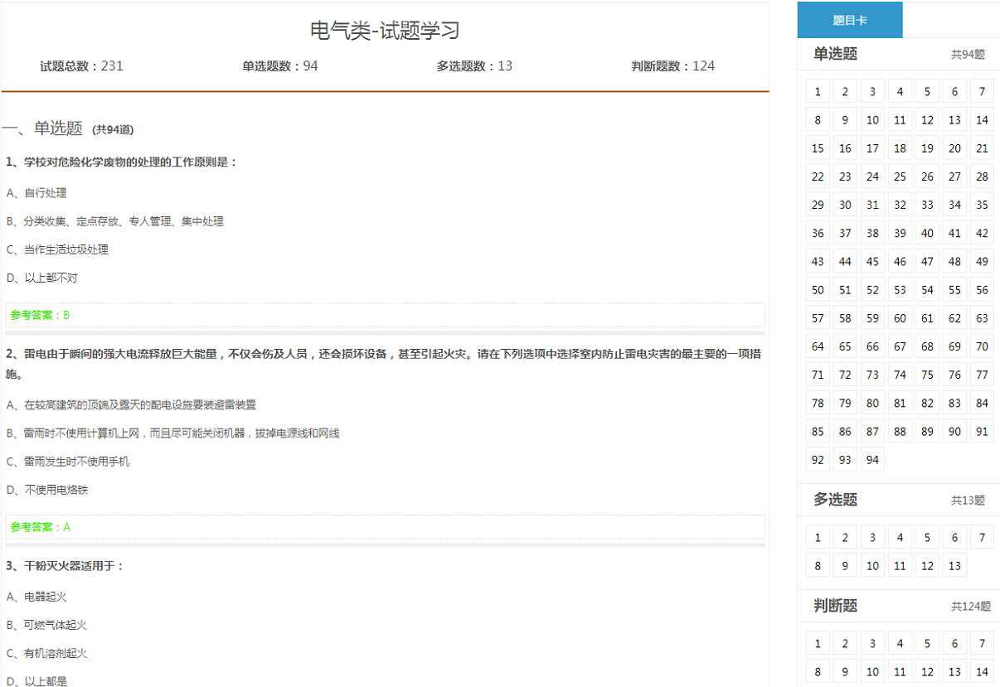 电气类-试题学习
试题总数：231 单选题数：94 多选题数：13 判断题数：124
一、单选题 (共94道)
1、学校对危险化学废物的处理的工作原则是：
A、自行处理
B、分类收集、定点存放、专人管理、集中处理
C、当作生活垃圾处理
D、以上都不对
参考答案：B
2、雷电由于瞬间的强大电流释放巨大能量，不仅会伤及人员，还会损坏设备，甚至引起火灾。请在下列选项中选择室内防止雷电灾害的最主要的一项措
施。
A、在较高建筑的顶端及露天的配电设施要装避雷装置
B、雷雨时不使用计算机上网，而且尽可能关闭机器，拔掉电源线和网线
C、雷雨发生时不使用手机
D、不使用电烙铁
参考答案：A
3、干粉灭火器适用于：
A、电器起火
B、可燃气体起火
C、有机溶剂起火
D、以上都是
题目卡
单选题 共94题
1 2 3 4 5 6 7
8 9 10 11 12 13 14
15 16 17 18 19 20 21
22 23 24 25 26 27 28
29 30 31 32 33 34 35
36 37 38 39 40 41 42
43 44 45 46 47 48 49
50 51 52 53 54 55 56
57 58 59 60 61 62 63
64 65 66 67 68 69 70
71 72 73 74 75 76 77
78 79 80 81 82 83 84
85 86 87 88 89 90 91
92 93 94
多选题 共13题
1 2 3 4 5 6 7
8 9 10 11 12 13
判断题 共124题
1 2 3 4 5 6 7
8 9 10 11 12 13 14